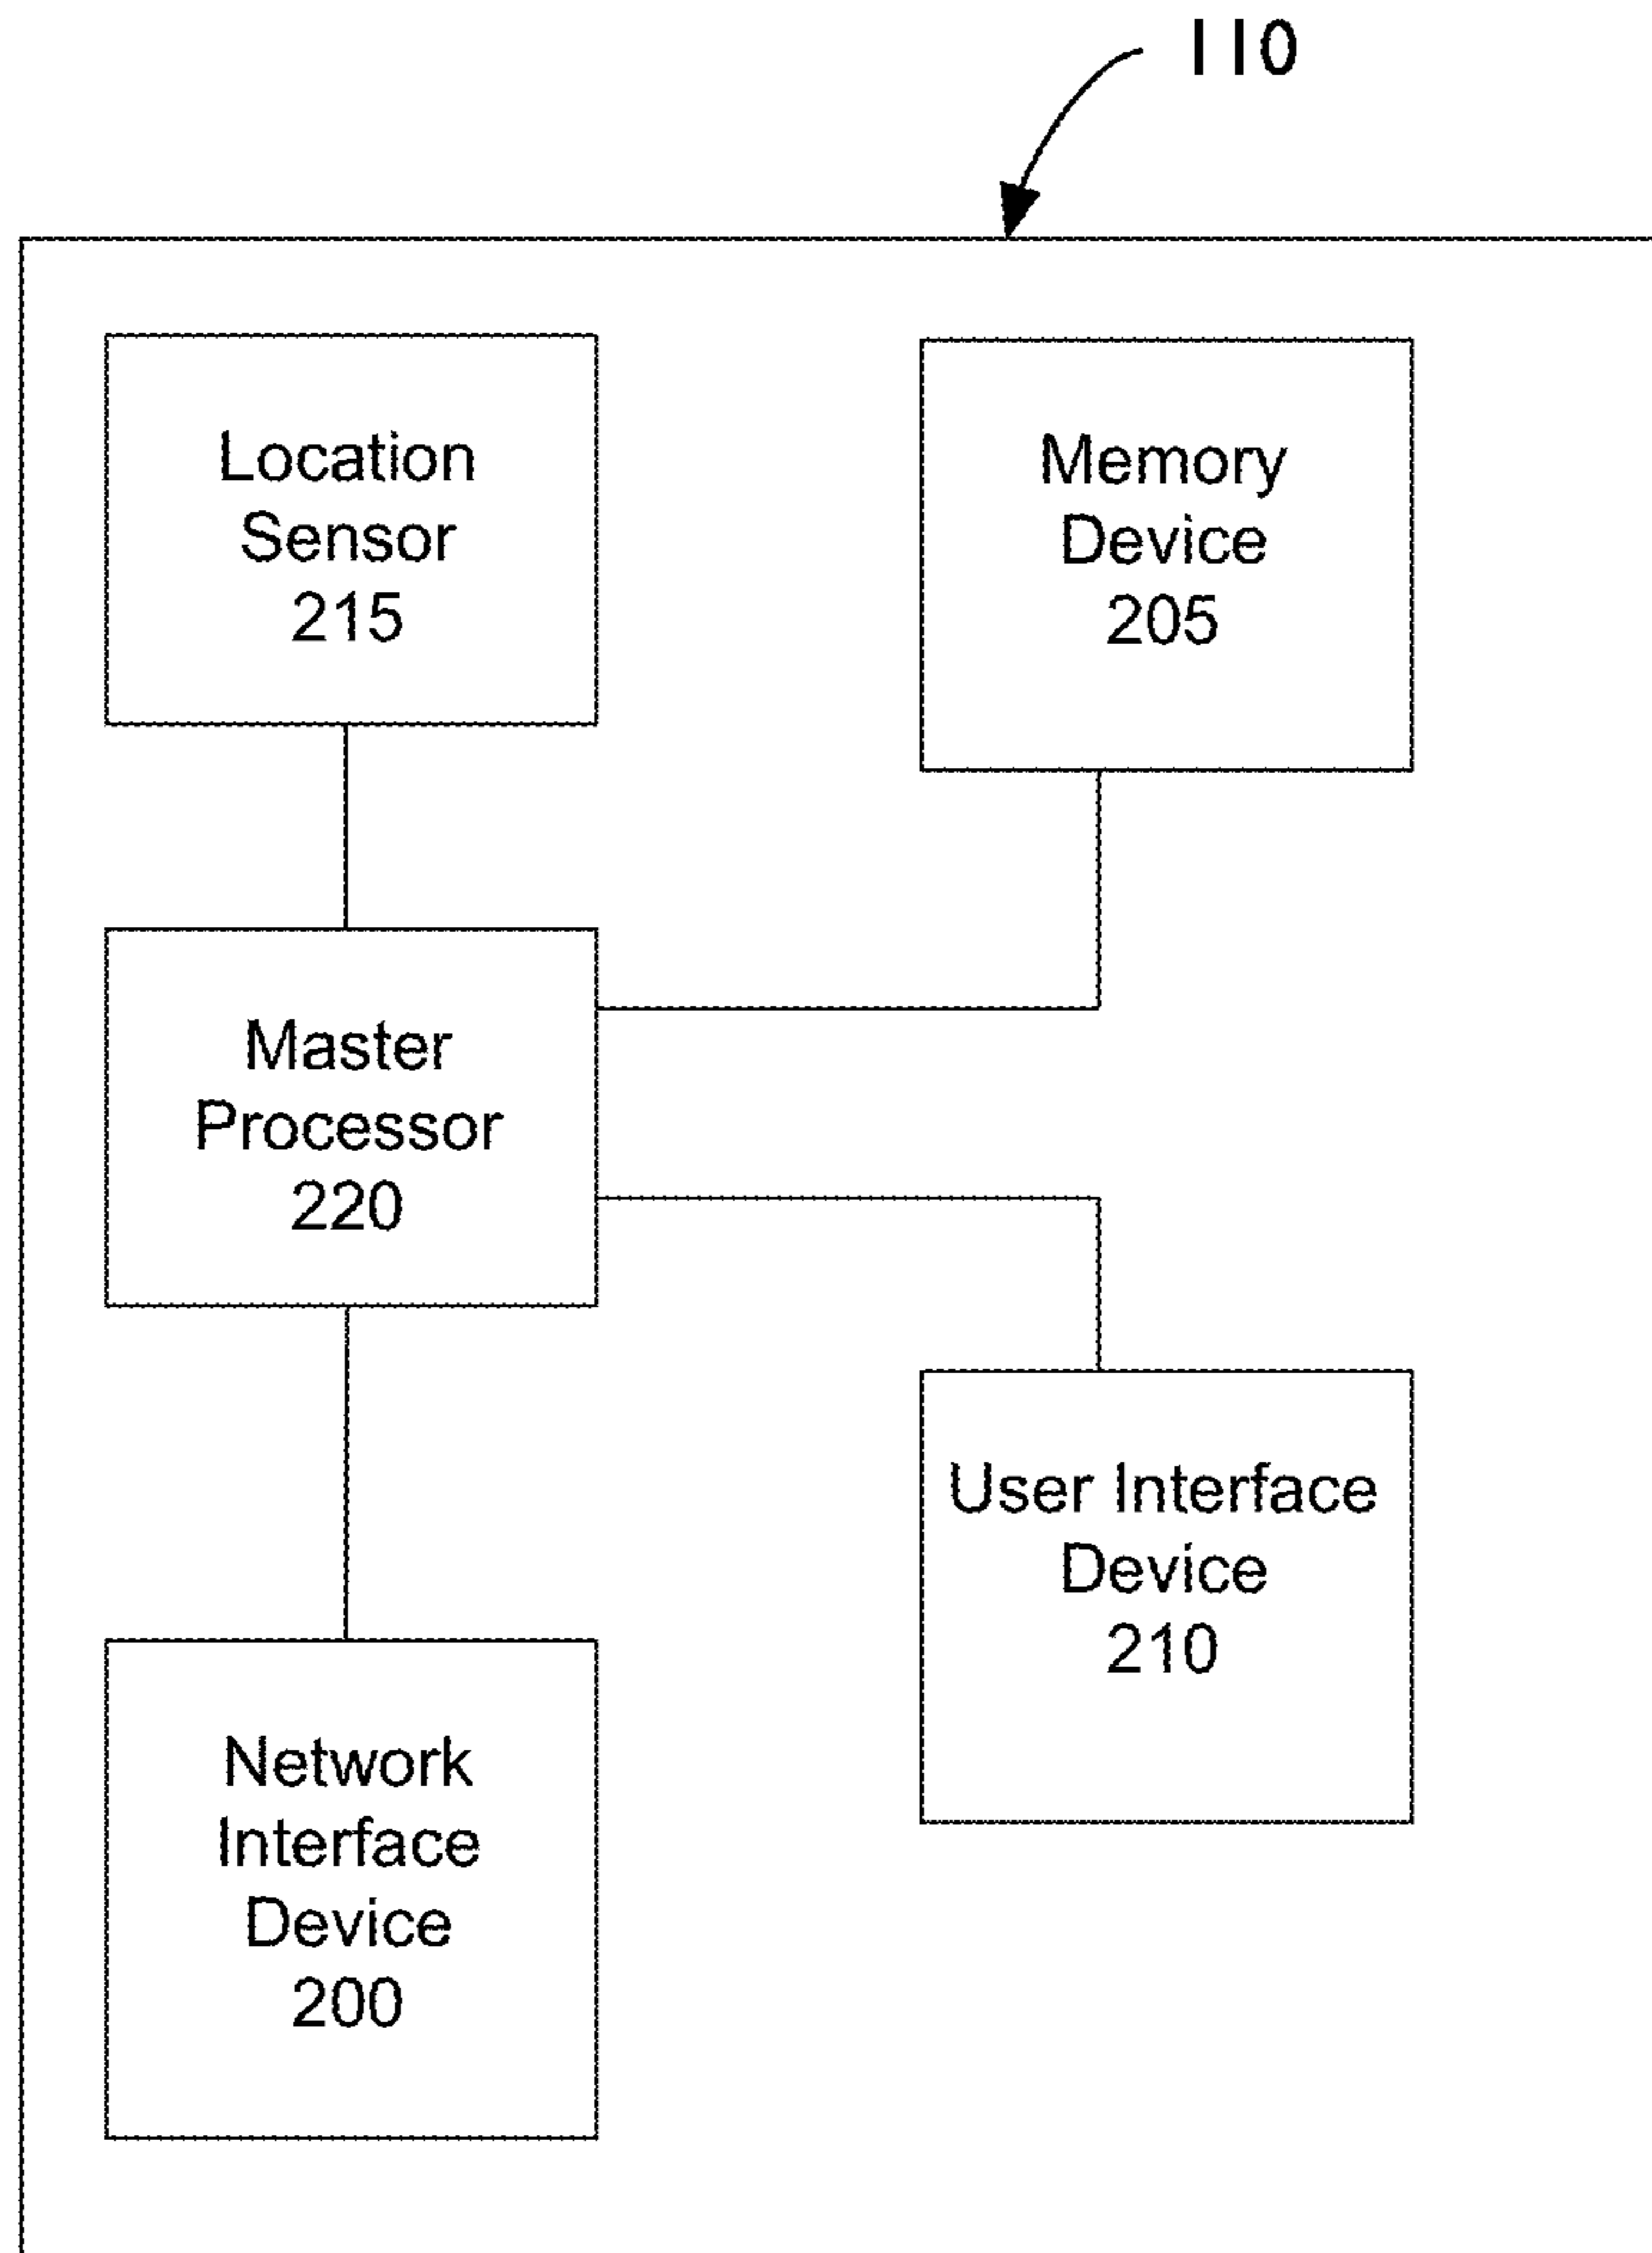 110
Location
Sensor
215
Memory
Device
205
Master
Processor
220
User Interface
Device
210
Network
Interface
Device
200